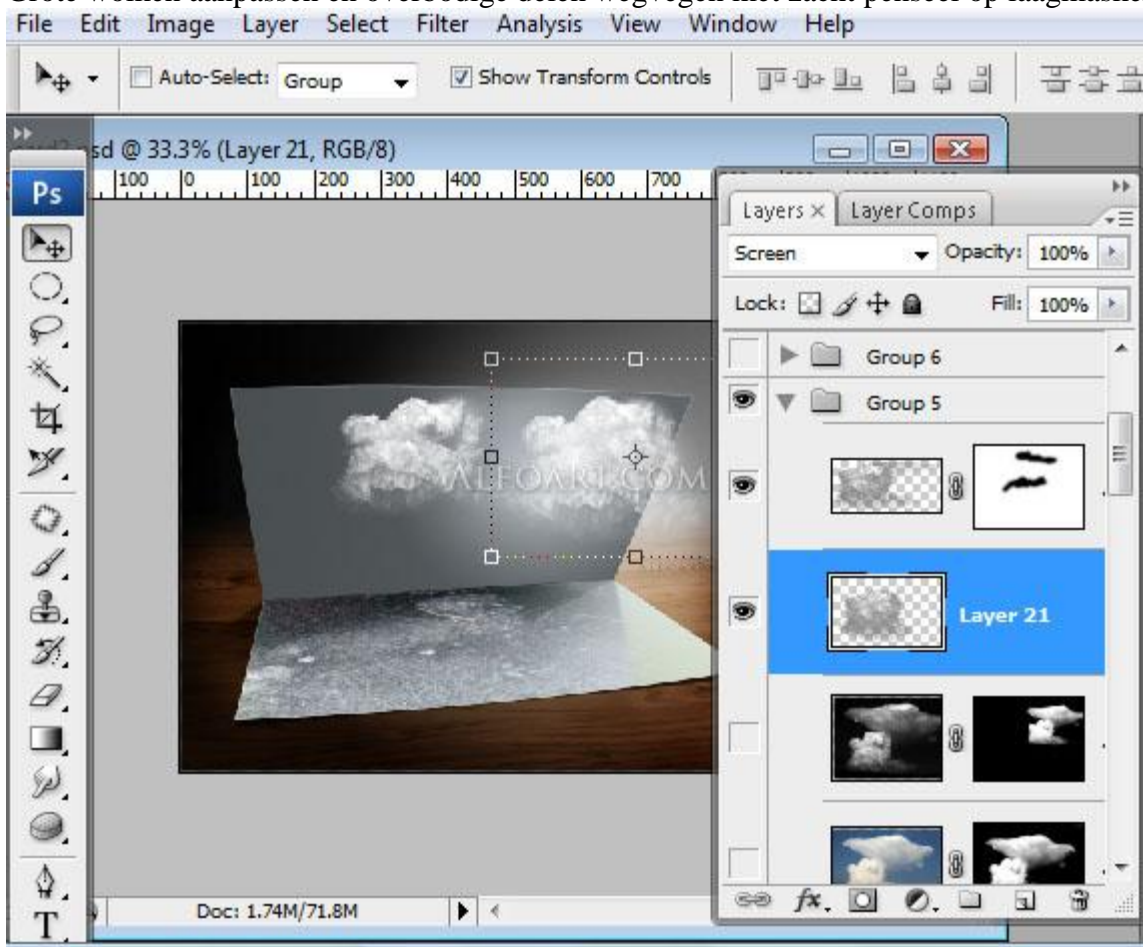 Grote wolken aanpassen en overbodige delen wegvegen met zacht penseel op laagmasker
File Edit Image Layer Select Filter Analysis View Window Help
Auto-Select: Group Show Transform Controls
sd @ 33.3% (Layer 21, RGB/8)
100 0 100 200 300 400 500 600 700
Ps
Layers × Layer Comps
Screen Opacity: 100%
Lock: Fill: 100%
Group 6
Group 5
ALFOART.COM
Layer 21
fx.
T
Doc: 1.74M/71.8M